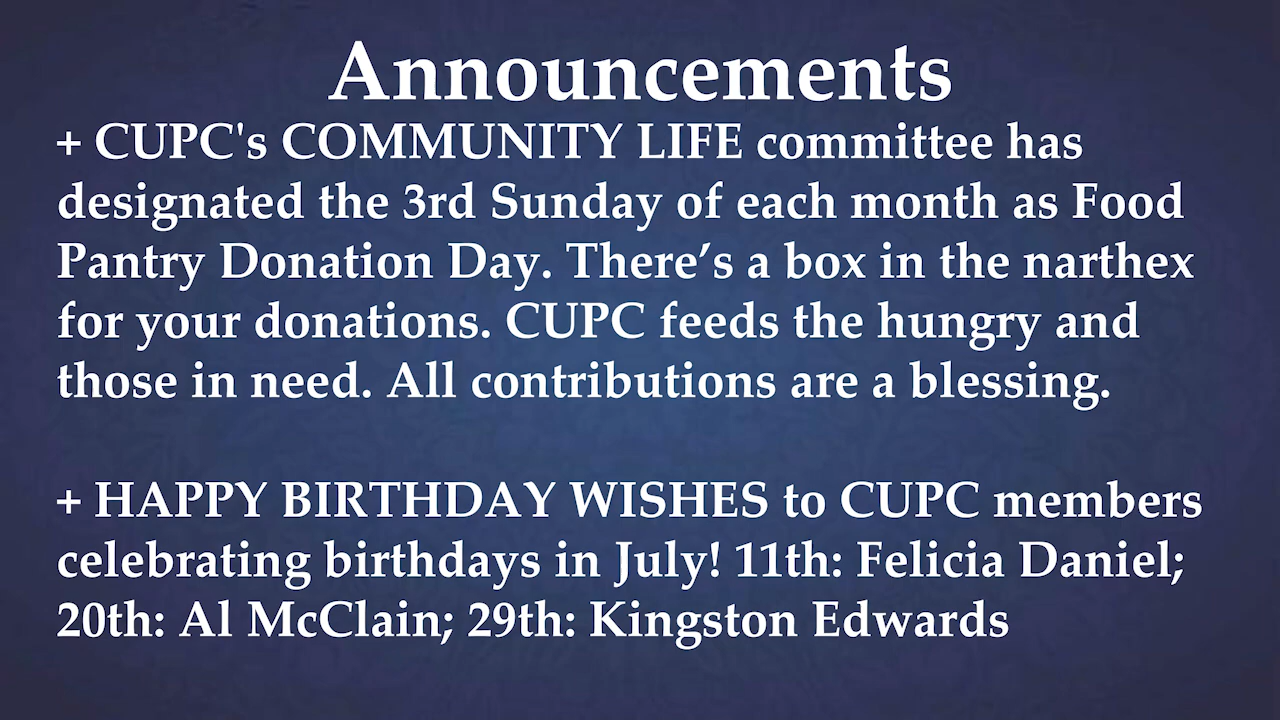 Announcements
+ CUPC's COMMUNITY LIFE committee has
designated the 3rd Sunday of each month as Food
Pantry Donation Day. There’s a box in the narthex
for your donations. CUPC feeds the hungry and
those in need. All contributions are a blessing.
+ HAPPY BIRTHDAY WISHES to CUPC members
celebrating birthdays in July! 11th: Felicia Daniel;
20th: Al McClain; 29th: Kingston Edwards